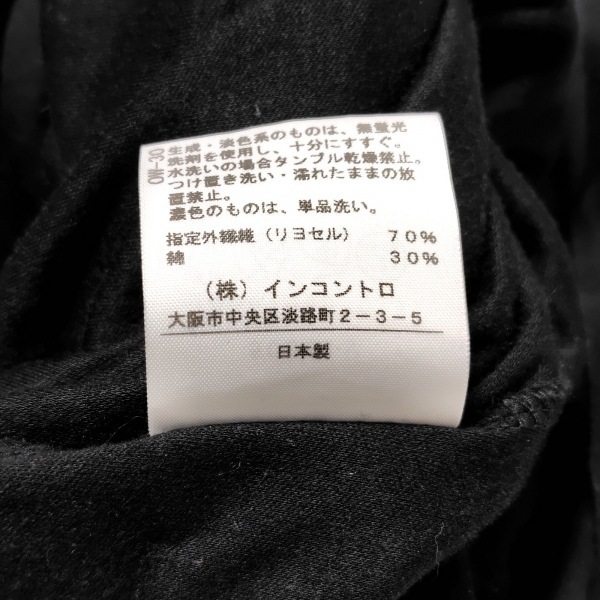 生成・淡色系のものは、無蛍光
洗剤を使用し、十分にすすぐ。
水洗いの場合タンブル乾燥禁止。
つけ置き洗い・濡れたままの放
置禁止。
濃色のものは、単品洗い。
指定外繊維（リヨセル） 70%
綿 30%
（株）インコントロ
大阪市中央区淡路町2-3-5
日本製